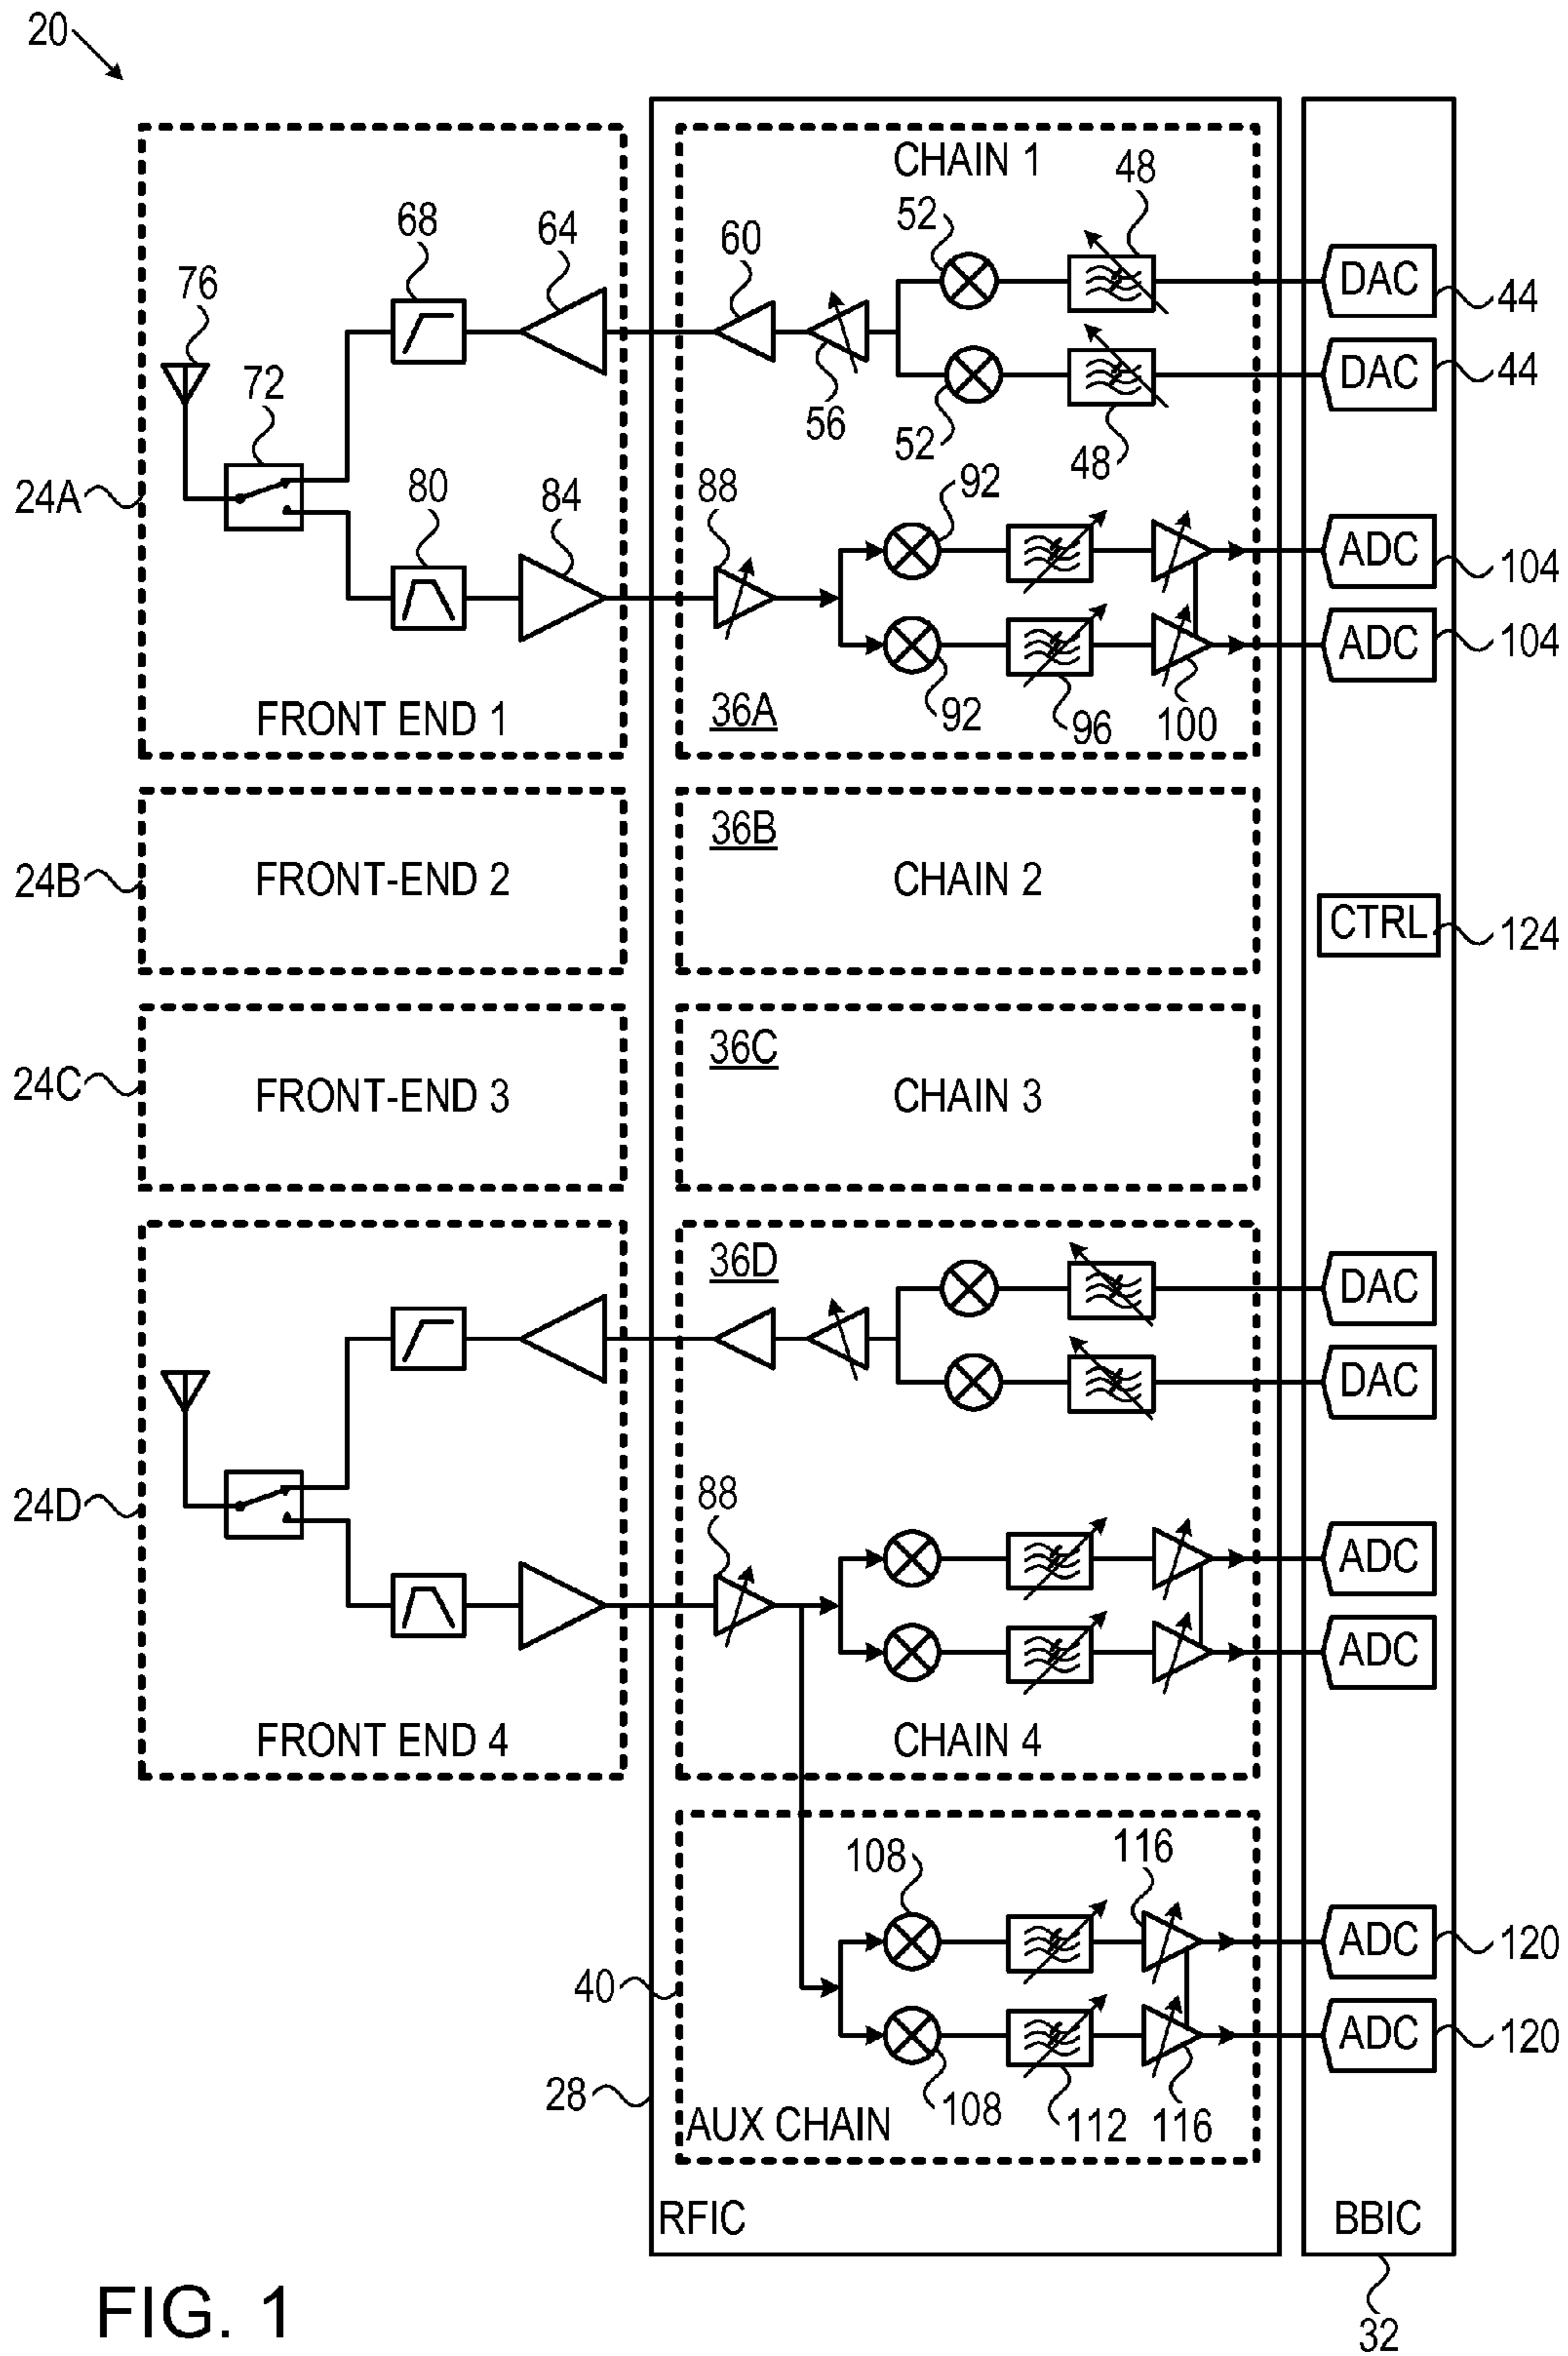 20
CHAIN 1
48
52
68
64
60
DAC
44
76
72
DAC
44
56
52
48
24A
80
84
88
92
ADC
104
ADC
104
FRONT END 1
36A
92
96
100
36B
24B
FRONT-END 2
CHAIN 2
CTRL
124
36C
24C
FRONT-END 3
CHAIN 3
36D
DAC
DAC
24D
88
ADC
ADC
FRONT END 4
CHAIN 4
108
116
ADC
120
40
ADC
120
28
108
112
116
AUX CHAIN
RFIC
BBIC
FIG. 1
32